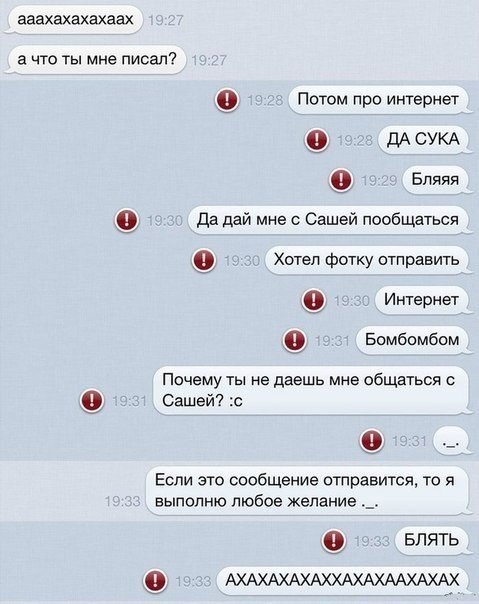 аааххахахахаах 19:27
а что ты мне писал? 19:27
! 19:28 Потом про интернет
! 19:28 ДА СУКА
! 19:29 Бляяя
! 19:30 Да дай мне с Сашей пообщаться
! 19:30 Хотел фотку отправить
! 19:30 Интернет
! 19:31 Бомбомбом
Почему ты не даешь мне общаться с
! 19:31 Сашей? :с
! 19:31 ._.
Если это сообщение отправится, то я
19:33 выполню любое желание ._.
! 19:33 БЛЯТЬ
! 19:33 АХАХАХАХАХХАХАХААХАХАХ